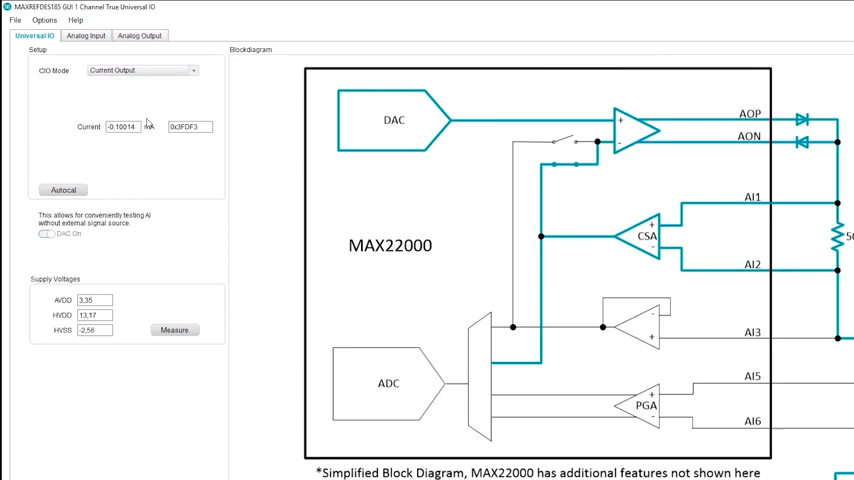 MAXREFDES185 GUI 1 Channel True Universal IO
File Options Help
Universal IO Analog Input Analog Output
Setup
CIO Mode Current Output
Current -0,10014 mA 0x3FDF3
Autocal
This allows for conveniently testing AI
without external signal source.
DAC On
Supply Voltages
AVDD 3,35
HVDD 13,17
HVSS -2,56
Measure
Blockdiagram
DAC
+
-
AOP
AON
AI1
+
CSA
-
AI2
MAX22000
-
+
AI3
ADC
AI5
+
PGA
-
AI6
*Simplified Block Diagram, MAX22000 has additional features not shown here